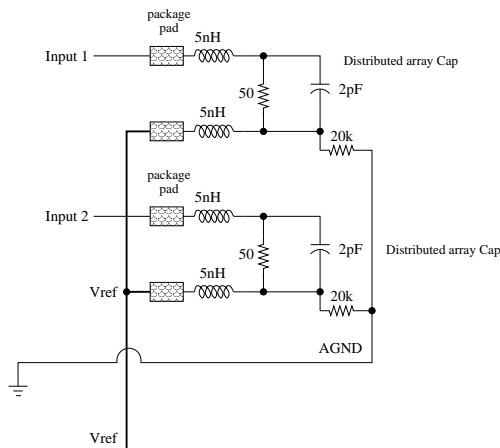 package
pad
5nH
Input 1
Distributed array Cap
50
2pF
5nH
20k
package
pad
5nH
Input 2
50
2pF
Distributed array Cap
5nH
Vref
20k
AGND
Vref